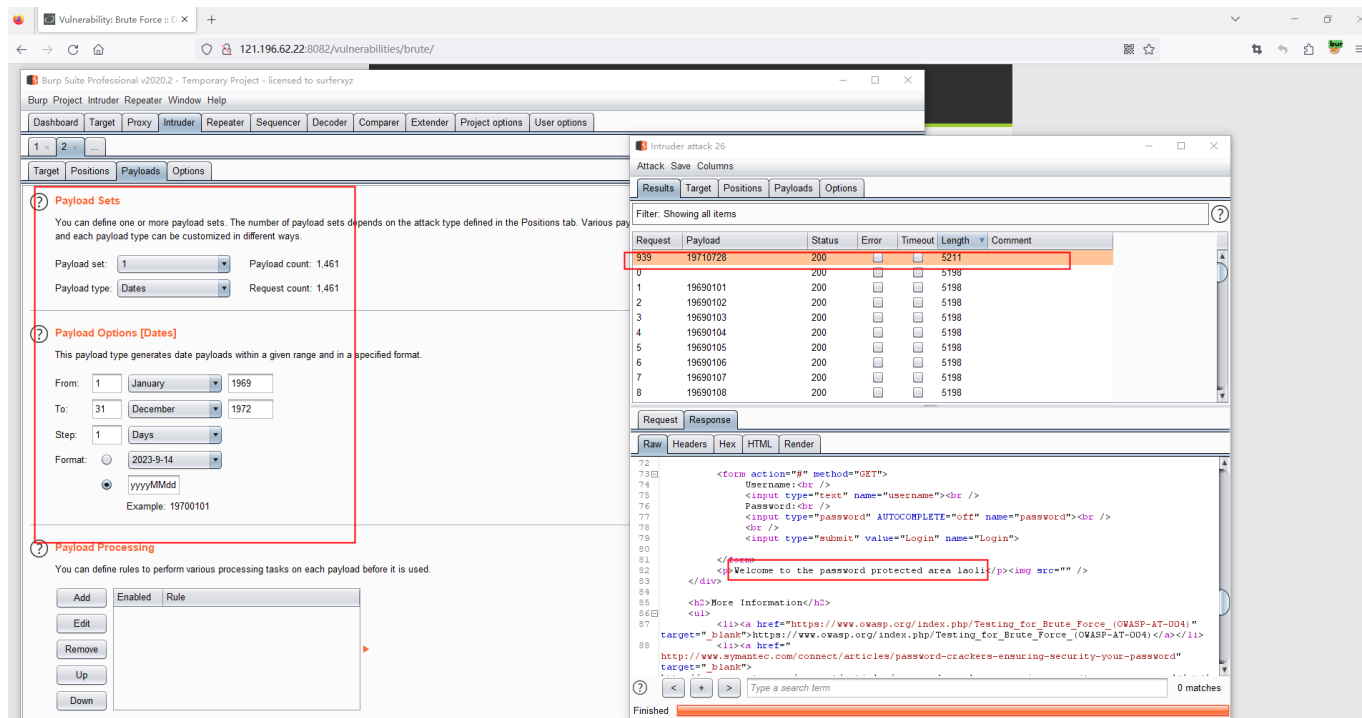 Vulnerability: Brute Force :: D
121.196.62.22:8082/vulnerabilities/brute/
Burp Suite Professional v2020.2 - Temporary Project - licensed to surferxyz
Burp Project Intruder Repeater Window Help
Dashboard Target Proxy Intruder Repeater Sequencer Decoder Comparer Extender Project options User options
1 × 2 × ...
Target Positions Payloads Options
Payload Sets
You can define one or more payload sets. The number of payload sets depends on the attack type defined in the Positions tab. Various pay
and each payload type can be customized in different ways.
Payload set: 1 Payload count: 1,461
Payload type: Dates Request count: 1,461
Payload Options [Dates]
This payload type generates date payloads within a given range and in a specified format.
From: 1 January 1969
To: 31 December 1972
Step: 1 Days
Format: 2023-9-14
yyyyMMdd
Example: 19700101
Payload Processing
You can define rules to perform various processing tasks on each payload before it is used.
Add Enabled Rule
Edit
Remove
Up
Down
Intruder attack 26
Attack Save Columns
Results Target Positions Payloads Options
Filter: Showing all items
Request Payload Status Error Timeout Length Comment
939 19710728 200 5211
0 200 5198
1 19690101 200 5198
2 19690102 200 5198
3 19690103 200 5198
4 19690104 200 5198
5 19690105 200 5198
6 19690106 200 5198
7 19690107 200 5198
8 19690108 200 5198
Request Response
Raw Headers Hex HTML Render
72
73 <form action="#" method="GET">
74 Username:<br />
75 <input type="text" name="username"><br />
76 Password:<br />
77 <input type="password" AUTOCOMPLETE="off" name="password"><br />
78 <br />
79 <input type="submit" value="Login" name="Login">
80
81 </form>
82 <p>Welcome to the password protected area laoli</p><img src="" />
83 </div>
84
85 <h2>More Information</h2>
86 <ul>
87 <li><a href="https://www.owasp.org/index.php/Testing_for_Brute_Force_(OWASP-AT-004)"
target="_blank">https://www.owasp.org/index.php/Testing_for_Brute_Force_(OWASP-AT-004)</a></li>
88 <li><a href="
http://www.symantec.com/connect/articles/password-crackers-ensuring-security-your-password"
target="_blank">
< + > Type a search term 0 matches
Finished